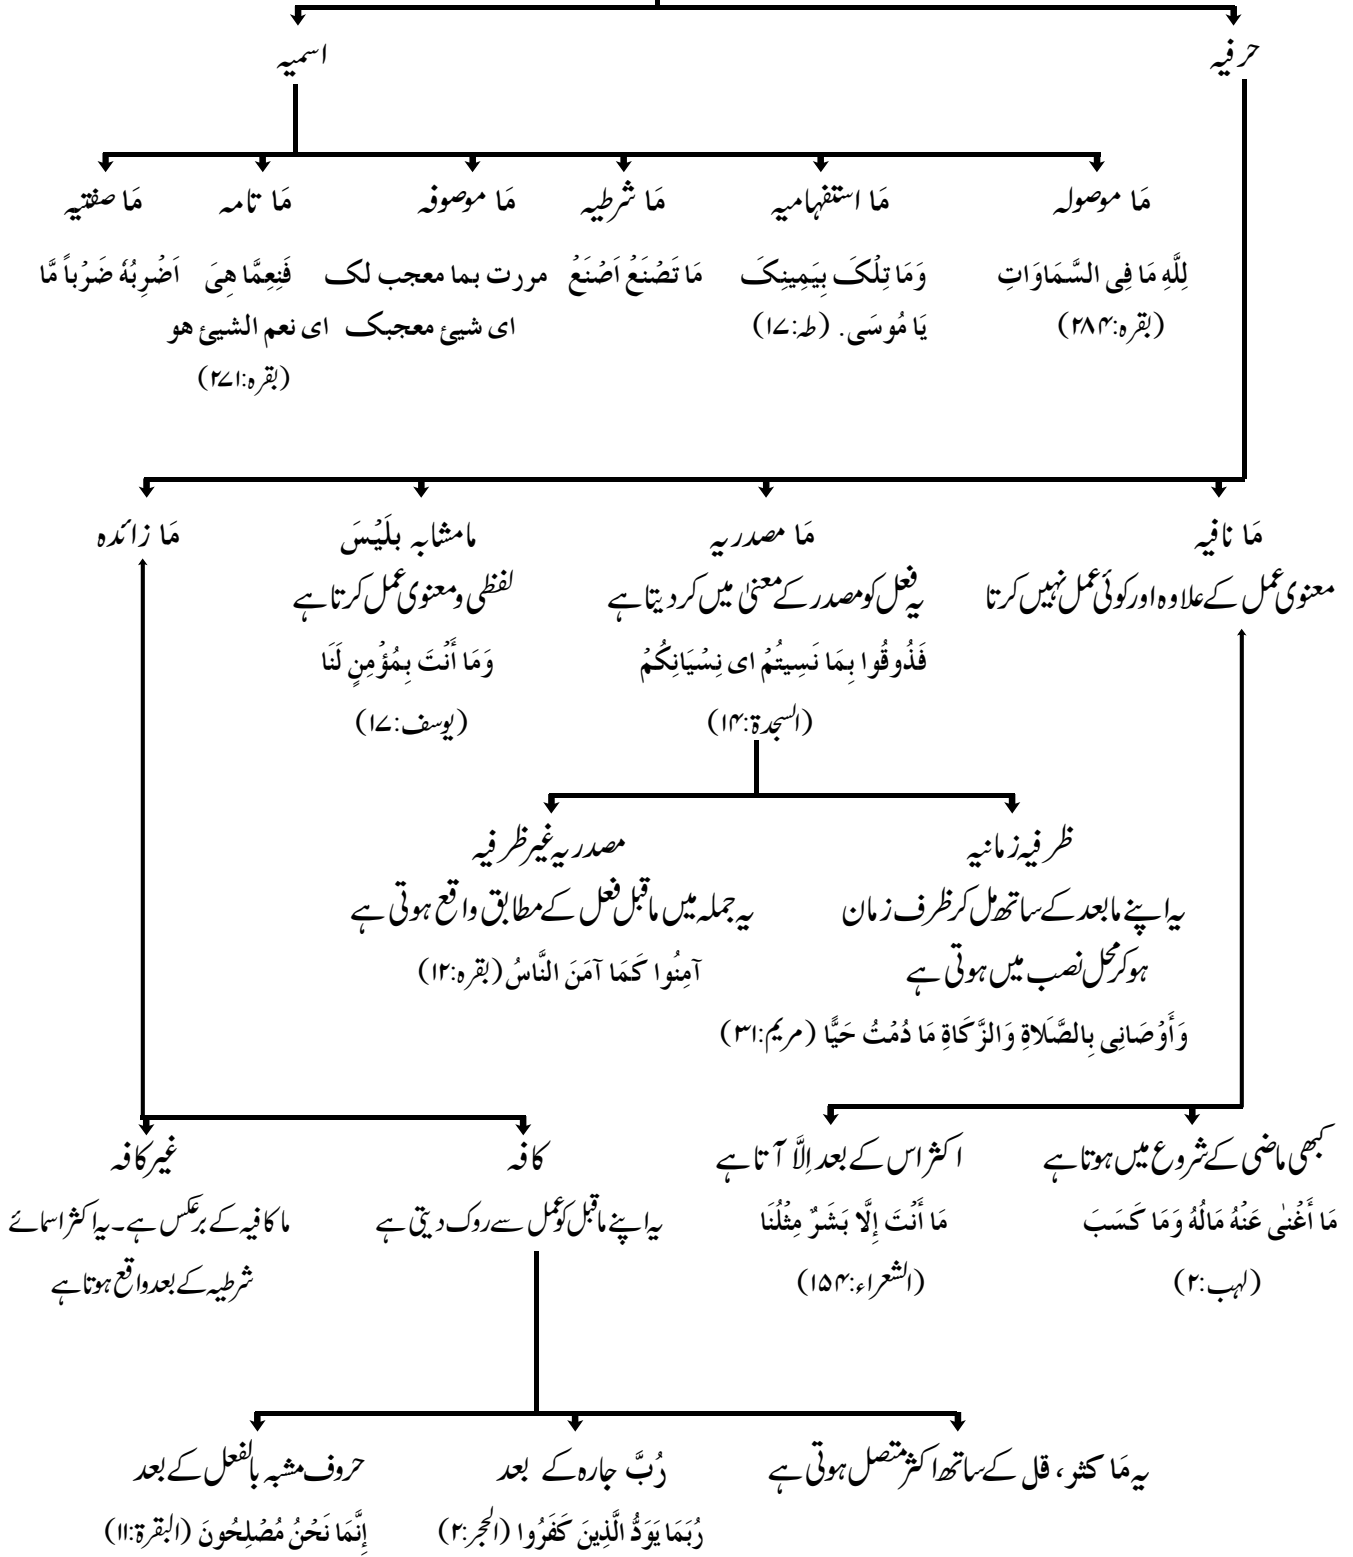 حرفیہ
اسمیہ
مَا موصولہ
لِلَّهِ مَا فِی السَّمَاوَاتِ
(بقرہ:۲۸۴)
مَا استفہامیہ
وَمَا تِلْکَ بِیَمِینِکَ
یَا مُوسَی. (طہ:۱۷)
مَا شرطیہ
مَا تَصْنَعْ اَصْنَعْ
مَا موصوفہ
مررت بما معجب لک
ای شیئ معجبک
مَا تامہ
فَنِعِمَّا هِیَ
ای نعم الشیئ هو
(بقرہ:۲۷۱)
مَا صفتیہ
اَضْرِبُهٗ ضَرْباً مَّا
مَا نافیہ
معنوی عمل کے علاوہ اور کوئی عمل نہیں کرتا
مَا مصدریہ
یہ فعل کو مصدر کے معنیٰ میں کر دیتا ہے
فَذُوقُوا بِمَا نَسِیتُمْ ای نِسْیَانِکُمْ
(السجدة:۱۴)
مامشابہ بلَیْسَ
لفظی و معنوی عمل کرتا ہے
وَمَا أَنْتَ بِمُؤْمِنٍ لَنَا
(یوسف:۱۷)
مَا زائدہ
ظرفیہ زمانیہ
یہ اپنے مابعد کے ساتھ مل کر ظرف زمان
ہو کر محل نصب میں ہوتی ہے
وَأَوْصَانِی بِالصَّلَاةِ وَالزَّکَاةِ مَا دُمْتُ حَیًّا (مریم:۳۱)
مصدریہ غیر ظرفیہ
یہ جملہ میں ماقبل فعل کے مطابق واقع ہوتی ہے
آمِنُوا کَمَا آمَنَ النَّاسُ (بقرہ:۱۲)
کبھی ماضی کے شروع میں ہوتا ہے
مَا أَغْنٰی عَنْهُ مَالُهُ وَمَا کَسَبَ
(لہب:۲)
اکثر اس کے بعد اِلَّا آتا ہے
مَا أَنْتَ إِلَّا بَشَرٌ مِثْلُنَا
(الشعراء:۱۵۴)
کافہ
یہ اپنے ماقبل کو عمل سے روک دیتی ہے
غیر کافہ
ما کافیہ کے برعکس ہے۔ یہ اکثر اسمائے
شرطیہ کے بعد واقع ہوتا ہے
یہ مَا کثر، قل کے ساتھ اکثر متصل ہوتی ہے
رُبَّ جارہ کے بعد
رُبَمَا یَوَدُّ الَّذِینَ کَفَرُوا (الحجر:۲)
حروف مشبہ بالفعل کے بعد
إِنَّمَا نَحْنُ مُصْلِحُونَ (البقرة:۱۱)